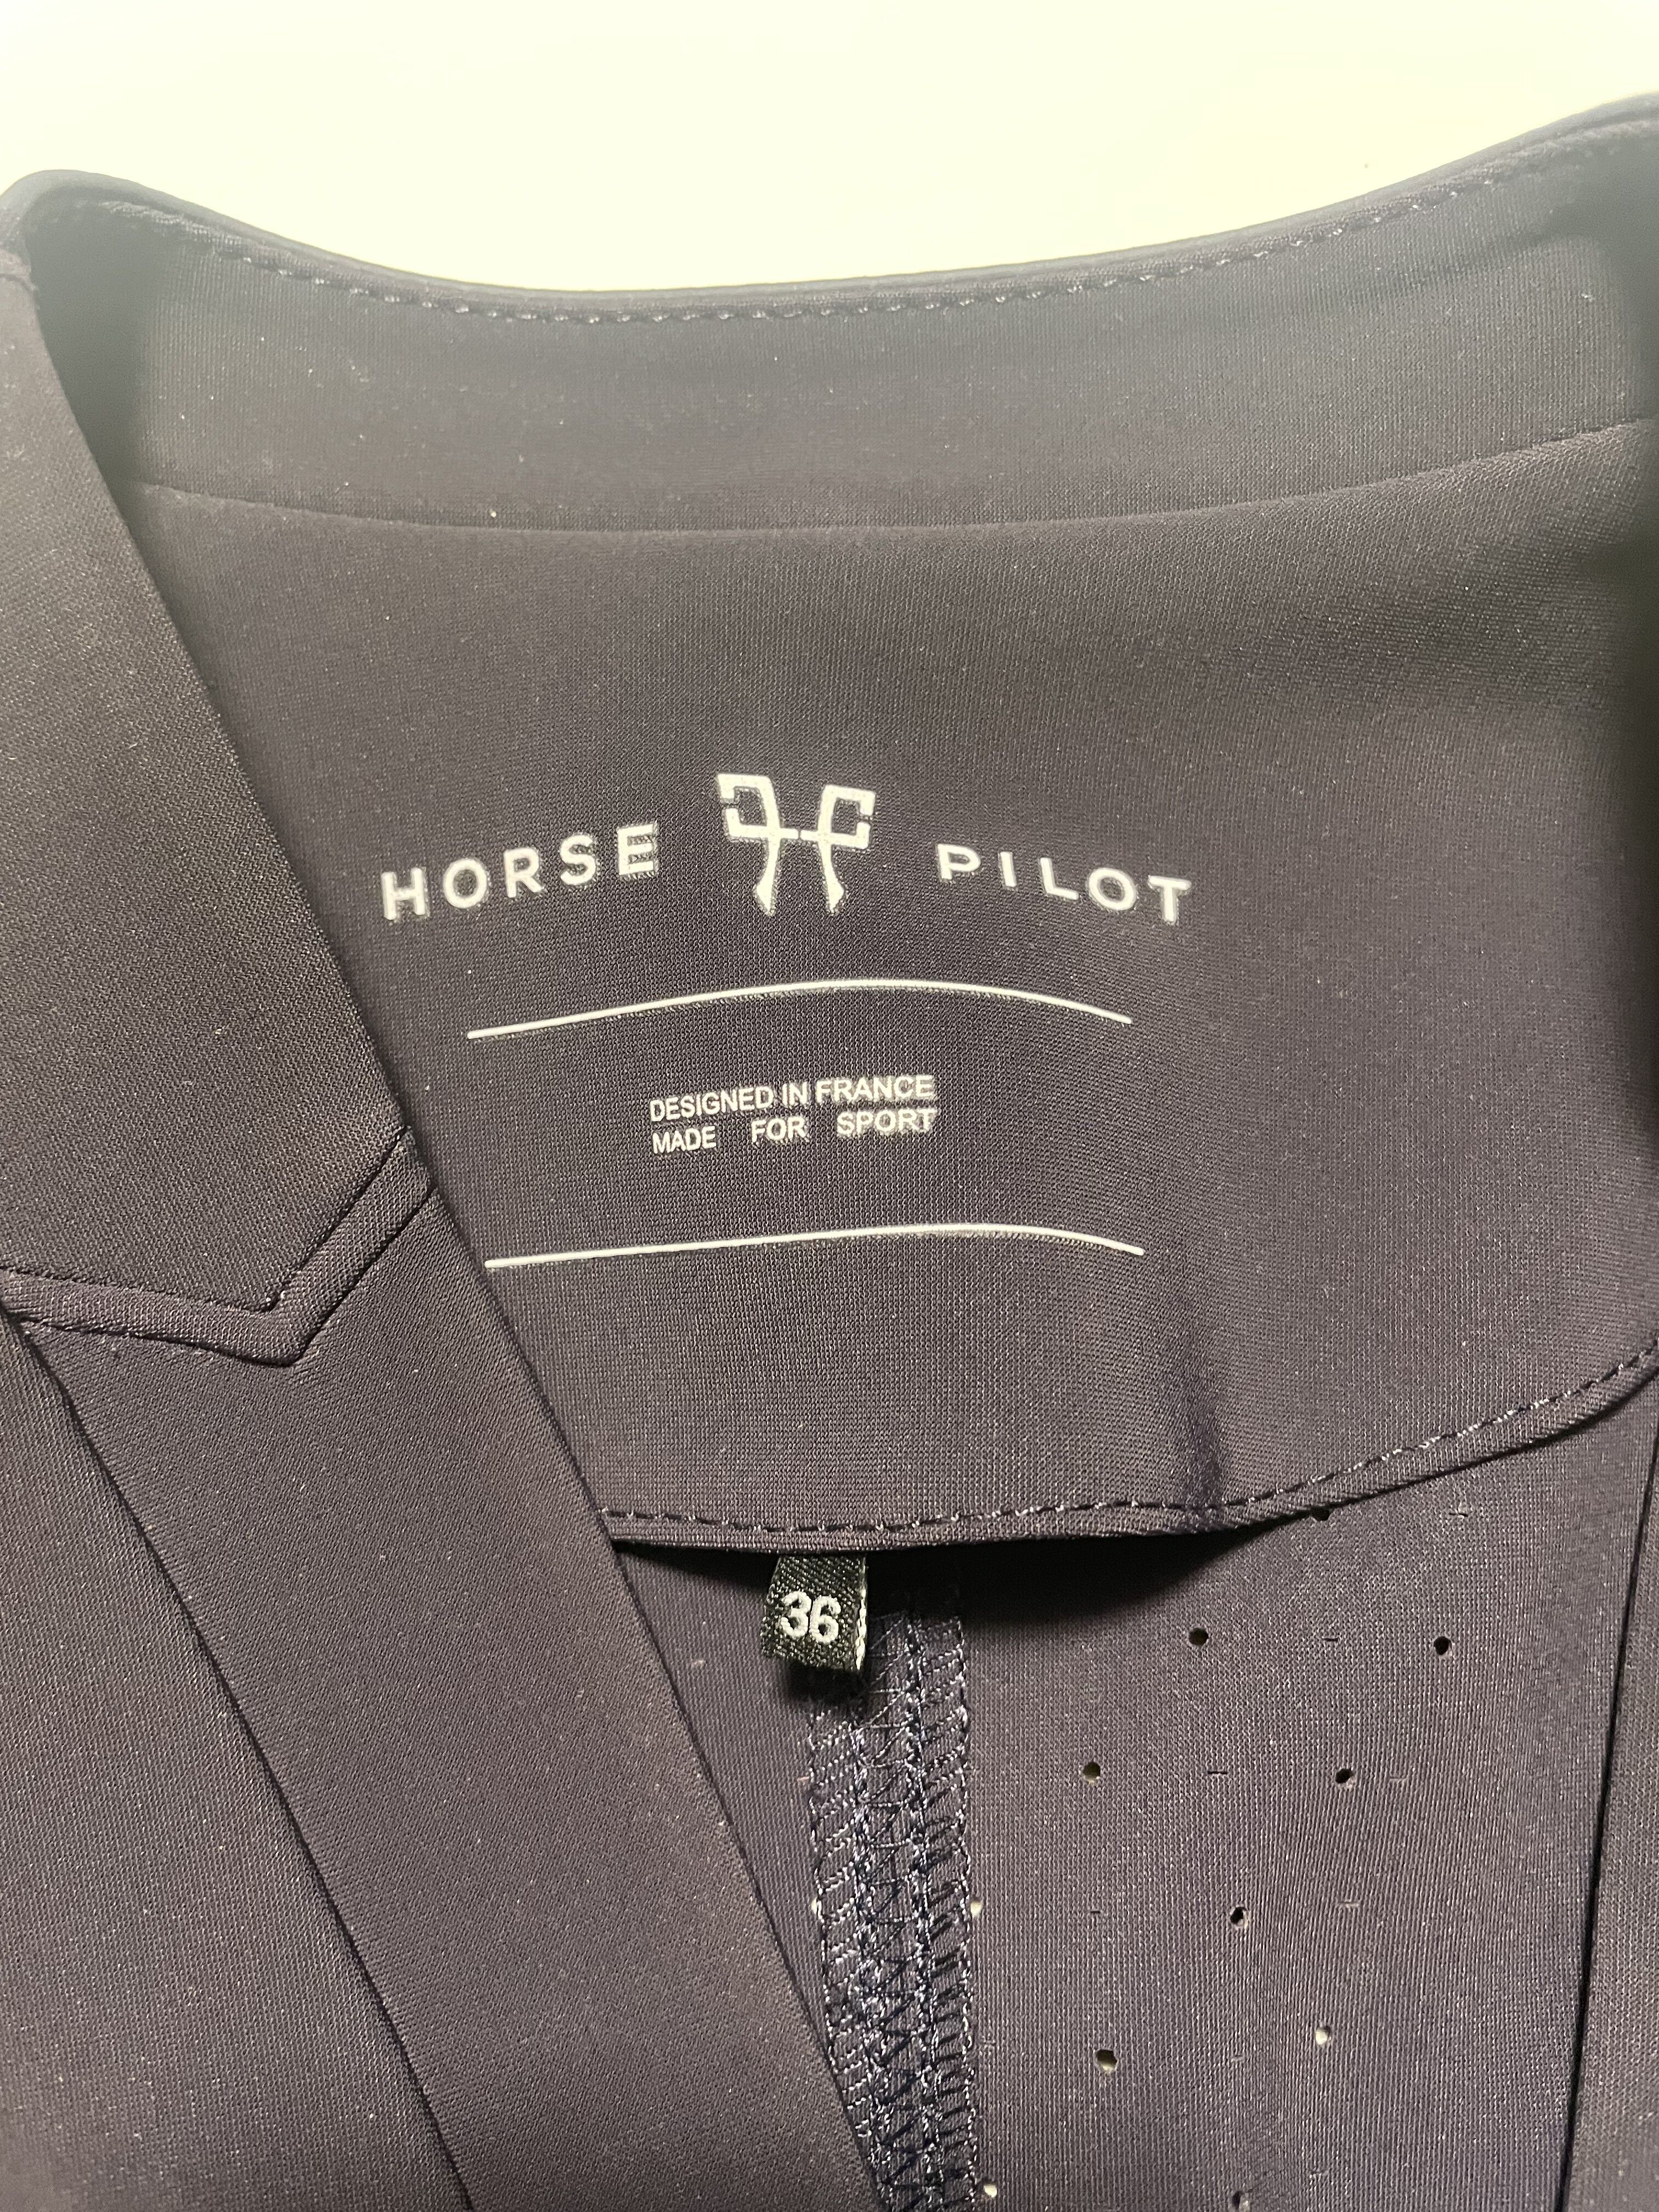 HORSE PILOT
DESIGNED IN FRANCE
MADE FOR SPORT
36